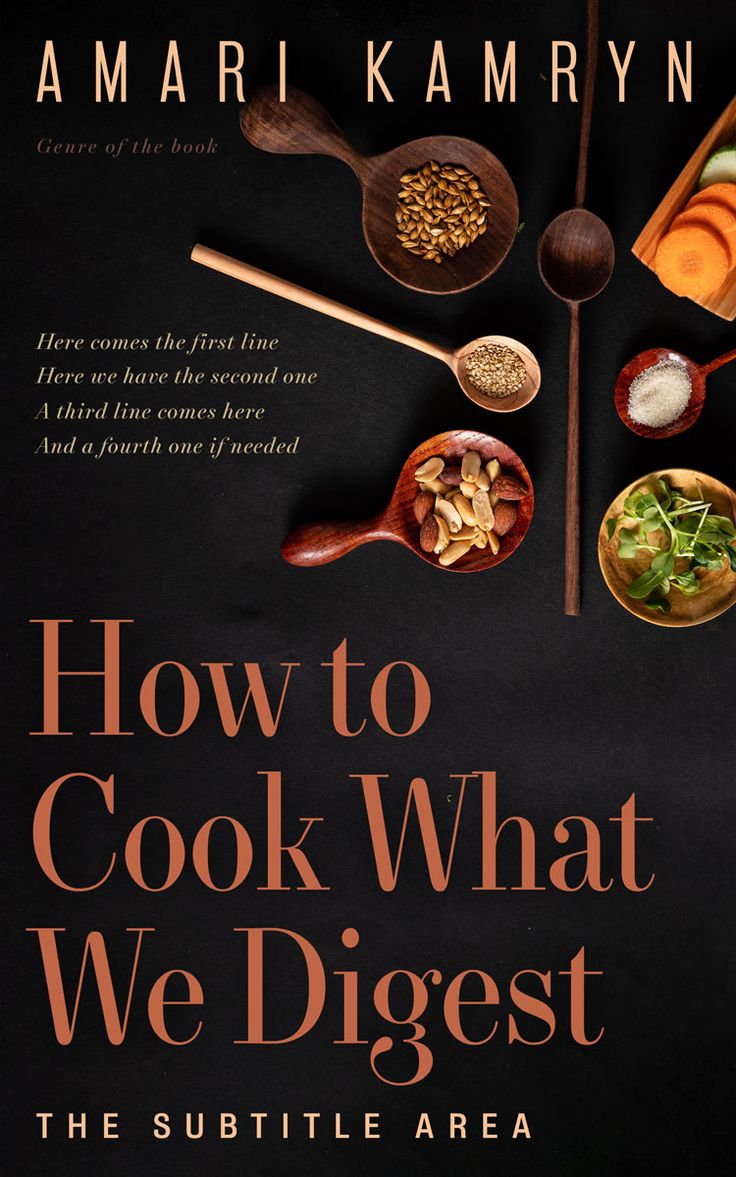 AMARI KAMRYN
Genre of the book
Here comes the first line
Here we have the second one
A third line comes here
And a fourth one if needed
How to
Cook What
We Digest
THE SUBTITLE AREA